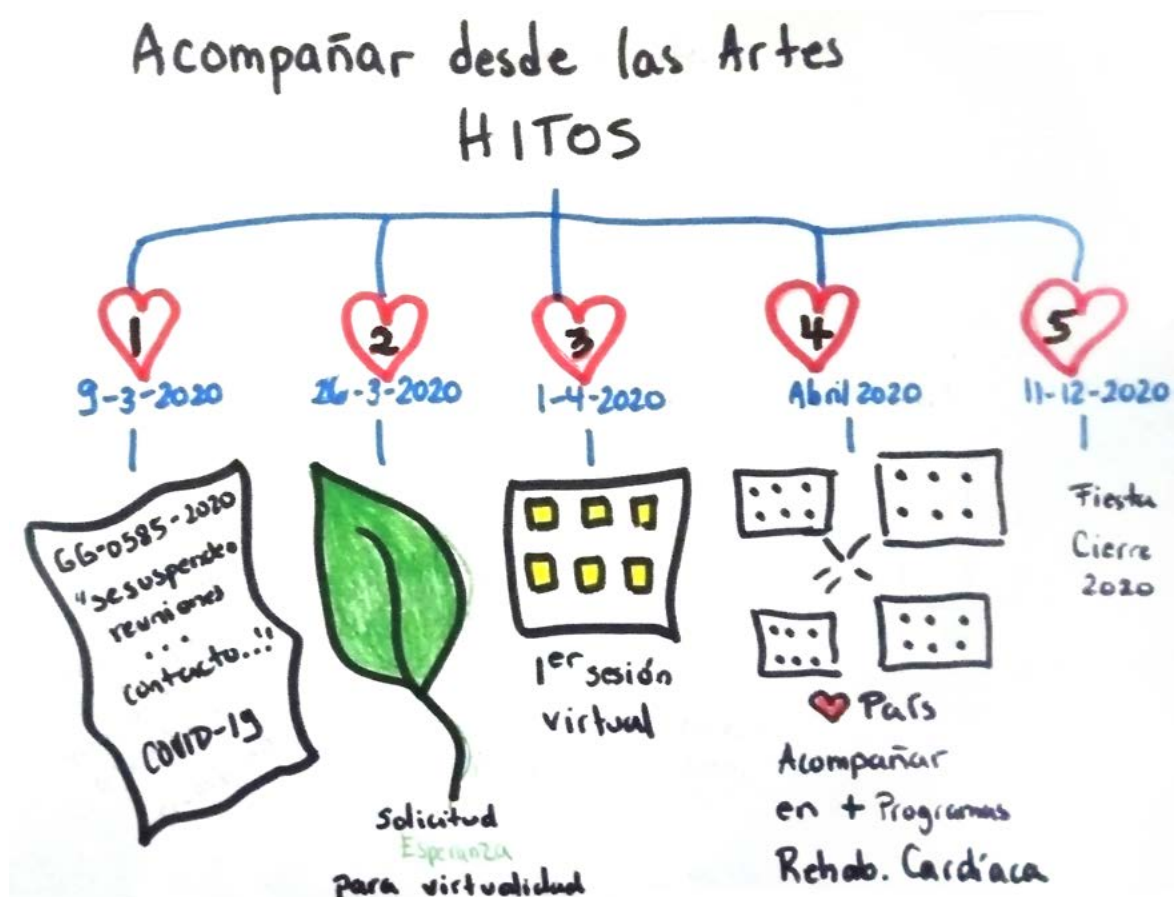 Acompañar desde las Artes
HITOS
1
2
3
4
5
9-3-2020
26-3-2020
1-4-2020
Abril 2020
11-12-2020
GG-0585-2020
"se suspenden
reuniones
...
contacto..."
COVID-19
Solicitud
Esperanza
para virtualidad
1er sesión
virtual
País
Acompañar
en + Programas
Rehab. Cardíaca
Fiesta
Cierre
2020